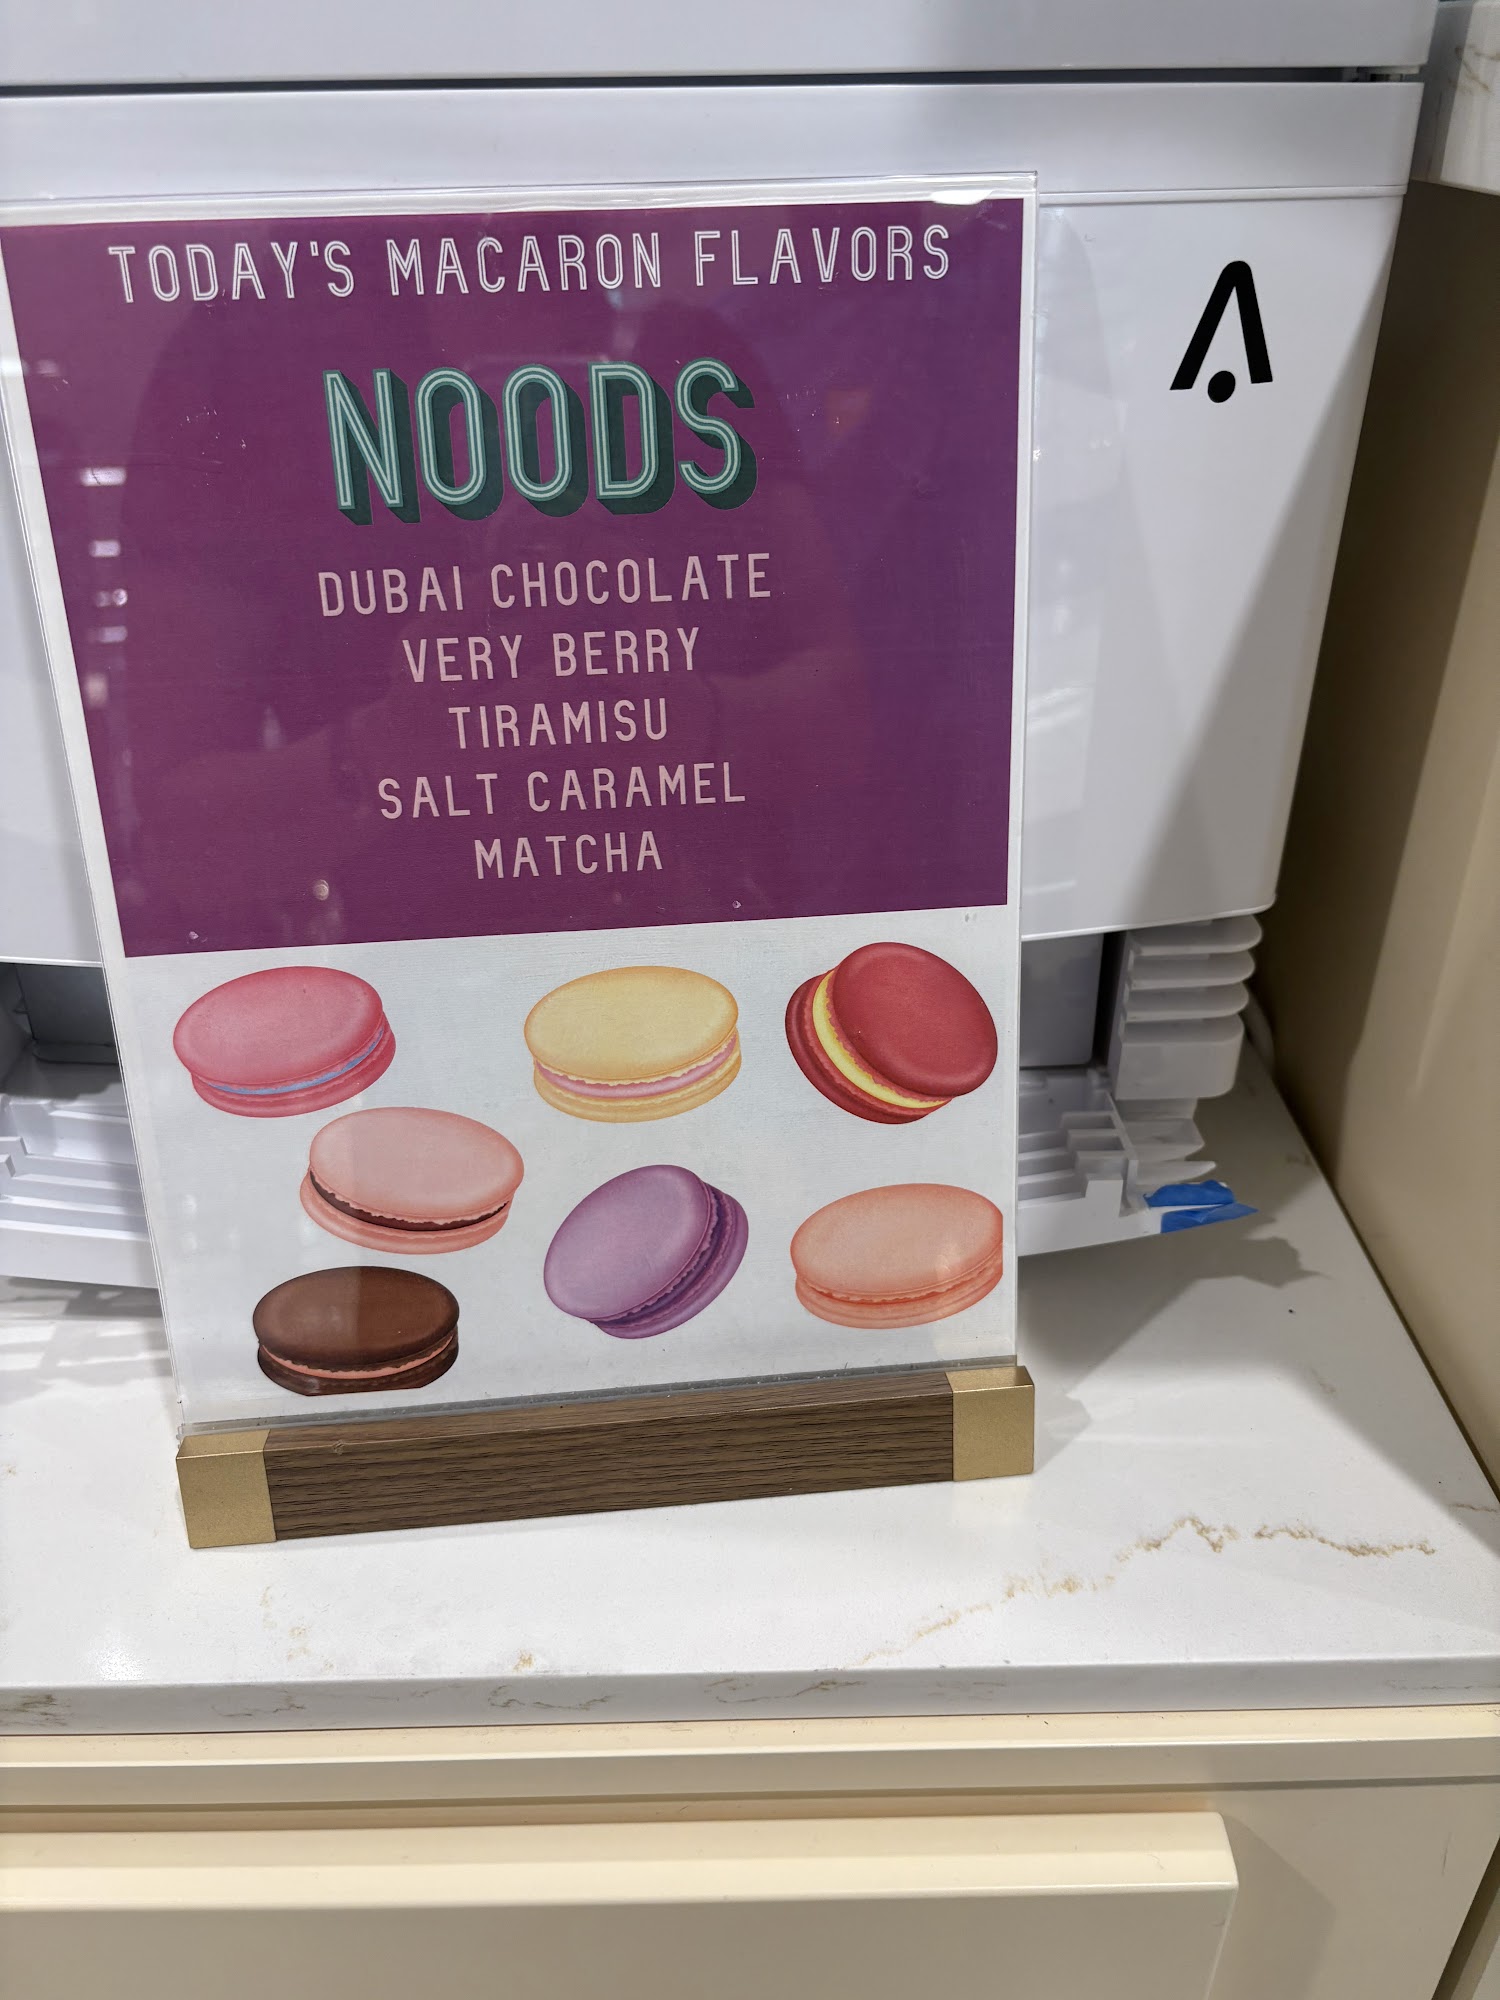 TODAY'S MACARON FLAVORS
NOODS
DUBAI CHOCOLATE
VERY BERRY
TIRAMISU
SALT CARAMEL
MATCHA